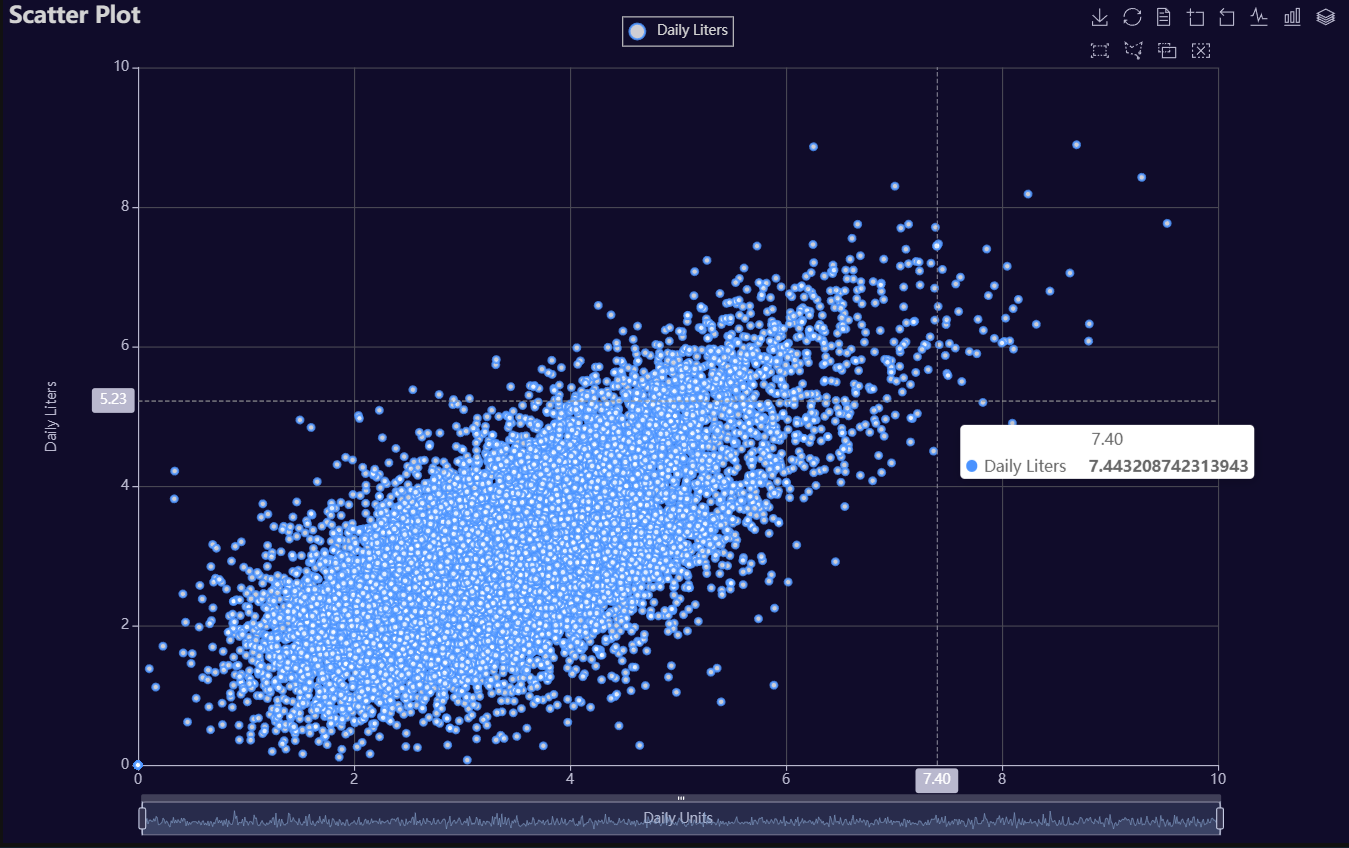 Scatter Plot
Daily Liters
10
8
6
5.23
4
2
0
Daily Liters
7.40
Daily Liters 7.443208742313943
0 2 4 6 7.40 8 10
Daily Units